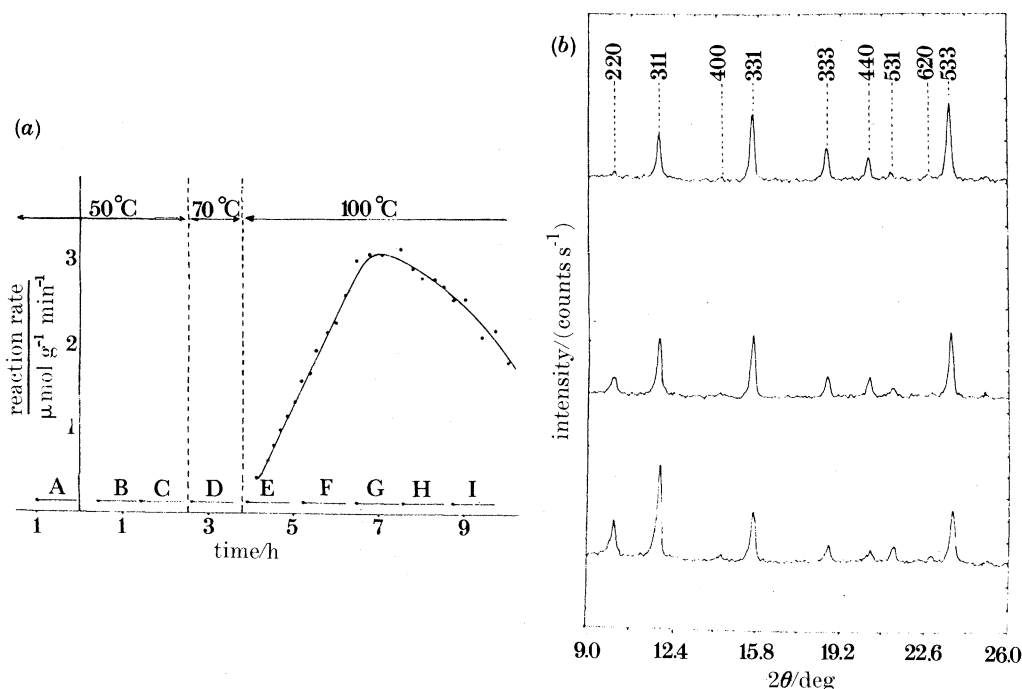 (a)
50 °C 70 °C 100 °C
3
2
1
reaction rate
μmol g⁻¹ min⁻¹
A B C D E F G H I
1 1 3 5 7 9
time/h
(b)
220 311 400 331 333 440 531 620 533
intensity/(counts s⁻¹)
9.0 12.4 15.8 19.2 22.6 26.0
2θ/deg